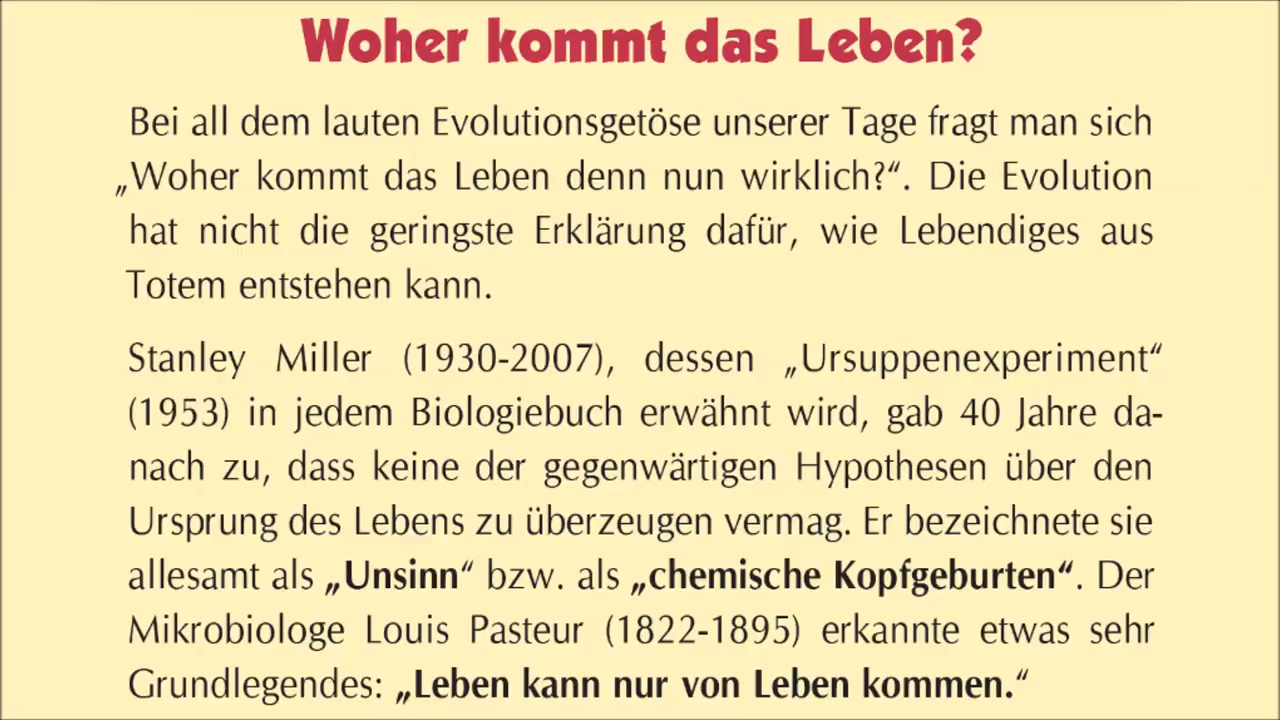 Woher kommt das Leben?
Bei all dem lauten Evolutionsgetöse unserer Tage fragt man sich
„Woher kommt das Leben denn nun wirklich?“. Die Evolution
hat nicht die geringste Erklärung dafür, wie Lebendiges aus
Totem entstehen kann.
Stanley Miller (1930-2007), dessen „Ursuppenexperiment“
(1953) in jedem Biologiebuch erwähnt wird, gab 40 Jahre da-
nach zu, dass keine der gegenwärtigen Hypothesen über den
Ursprung des Lebens zu überzeugen vermag. Er bezeichnete sie
allesamt als „Unsinn“ bzw. als „chemische Kopfgeburten“. Der
Mikrobiologe Louis Pasteur (1822-1895) erkannte etwas sehr
Grundlegendes: „Leben kann nur von Leben kommen.“